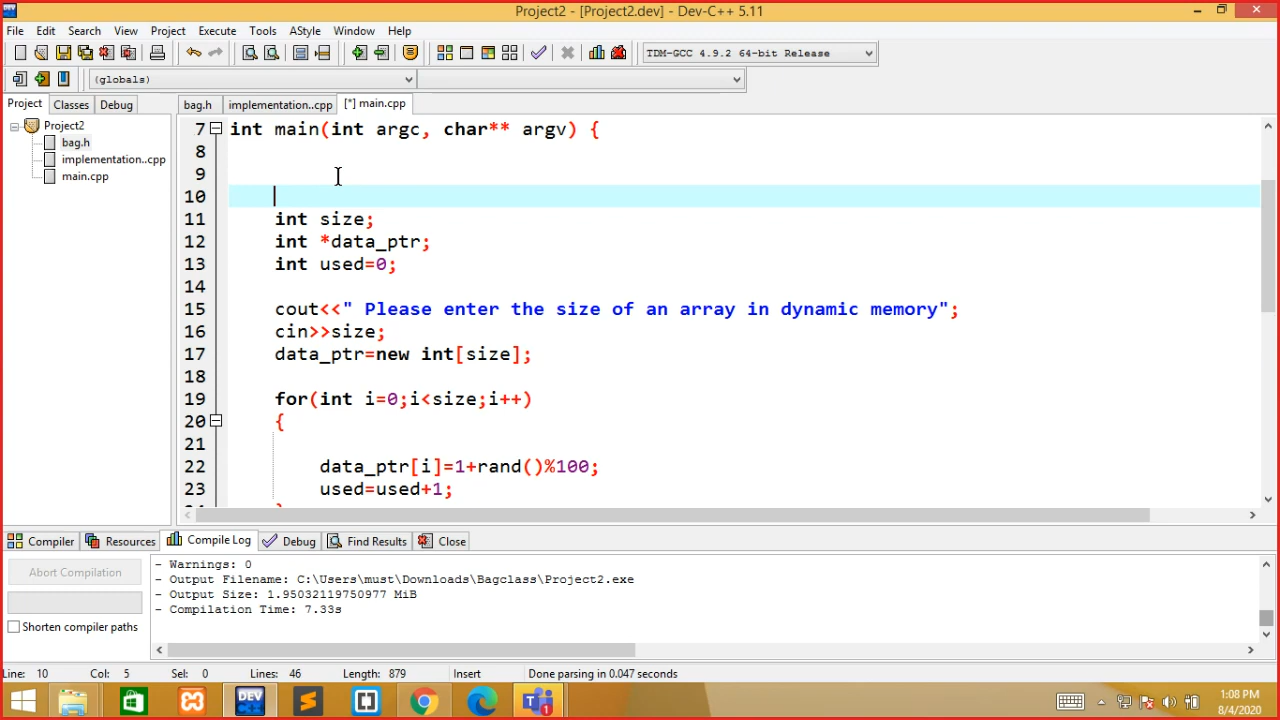 Project2 - [Project2.dev] - Dev-C++ 5.11
File Edit Search View Project Execute Tools AStyle Window Help
TDM-GCC 4.9.2 64-bit Release
(globals)
Project Classes Debug
bag.h implementation..cpp [*] main.cpp
Project2
bag.h
implementation..cpp
main.cpp
7 int main(int argc, char** argv) {
8
9
10
11 int size;
12 int *data_ptr;
13 int used=0;
14
15 cout<<" Please enter the size of an array in dynamic memory";
16 cin>>size;
17 data_ptr=new int[size];
18
19 for(int i=0;i<size;i++)
20 {
21
22 data_ptr[i]=1+rand()%100;
23 used=used+1;
Compiler Resources Compile Log Debug Find Results Close
Abort Compilation
Shorten compiler paths
- Warnings: 0
- Output Filename: C:\Users\must\Downloads\Bagclass\Project2.exe
- Output Size: 1.95032119750977 MiB
- Compilation Time: 7.33s
Line: 10 Col: 5 Sel: 0 Lines: 46 Length: 879 Insert Done parsing in 0.047 seconds
DEV
1
1:08 PM
8/4/2020